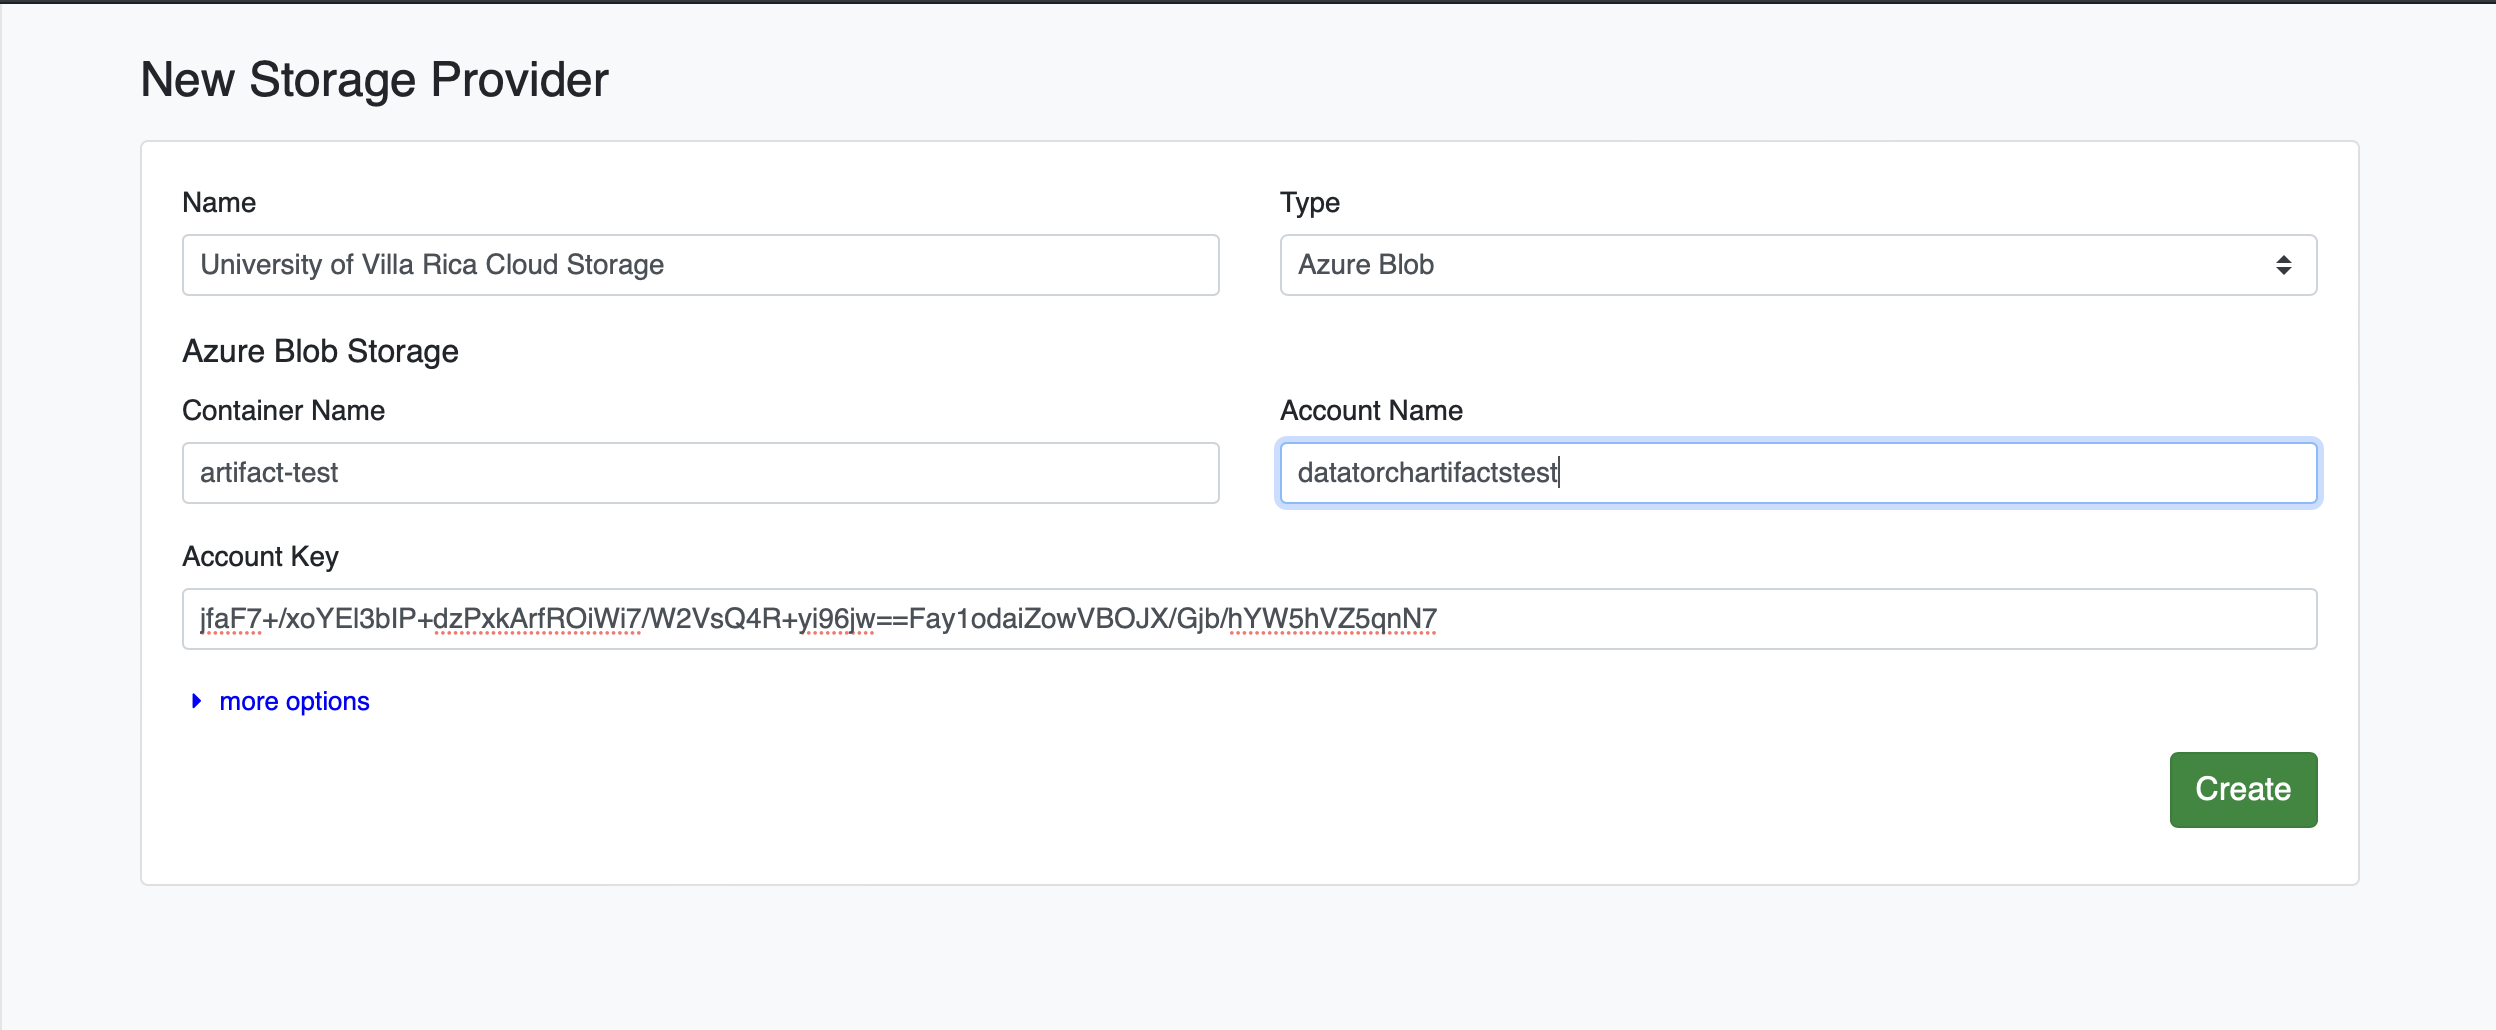 New Storage Provider
Name
Type
University of Villa Rica Cloud Storage
Azure Blob
Azure Blob Storage
Container Name
Account Name
artifact-test
datatorchartifactstest
Account Key
jfaF7+/xoYEl3bIP+dzPxkArfROiWi7/W2VsQ4R+yi96jw==Fay1odaiZowVBOJX/Gjb/hYW5hVZ5qnN7
more options
Create